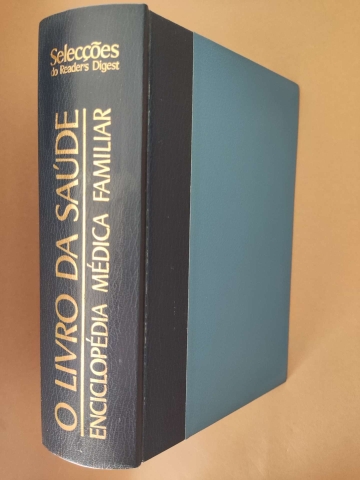 Selecções
do Reader's Digest
O LIVRO DA SAÚDE
ENCICLOPÉDIA MÉDICA FAMILIAR